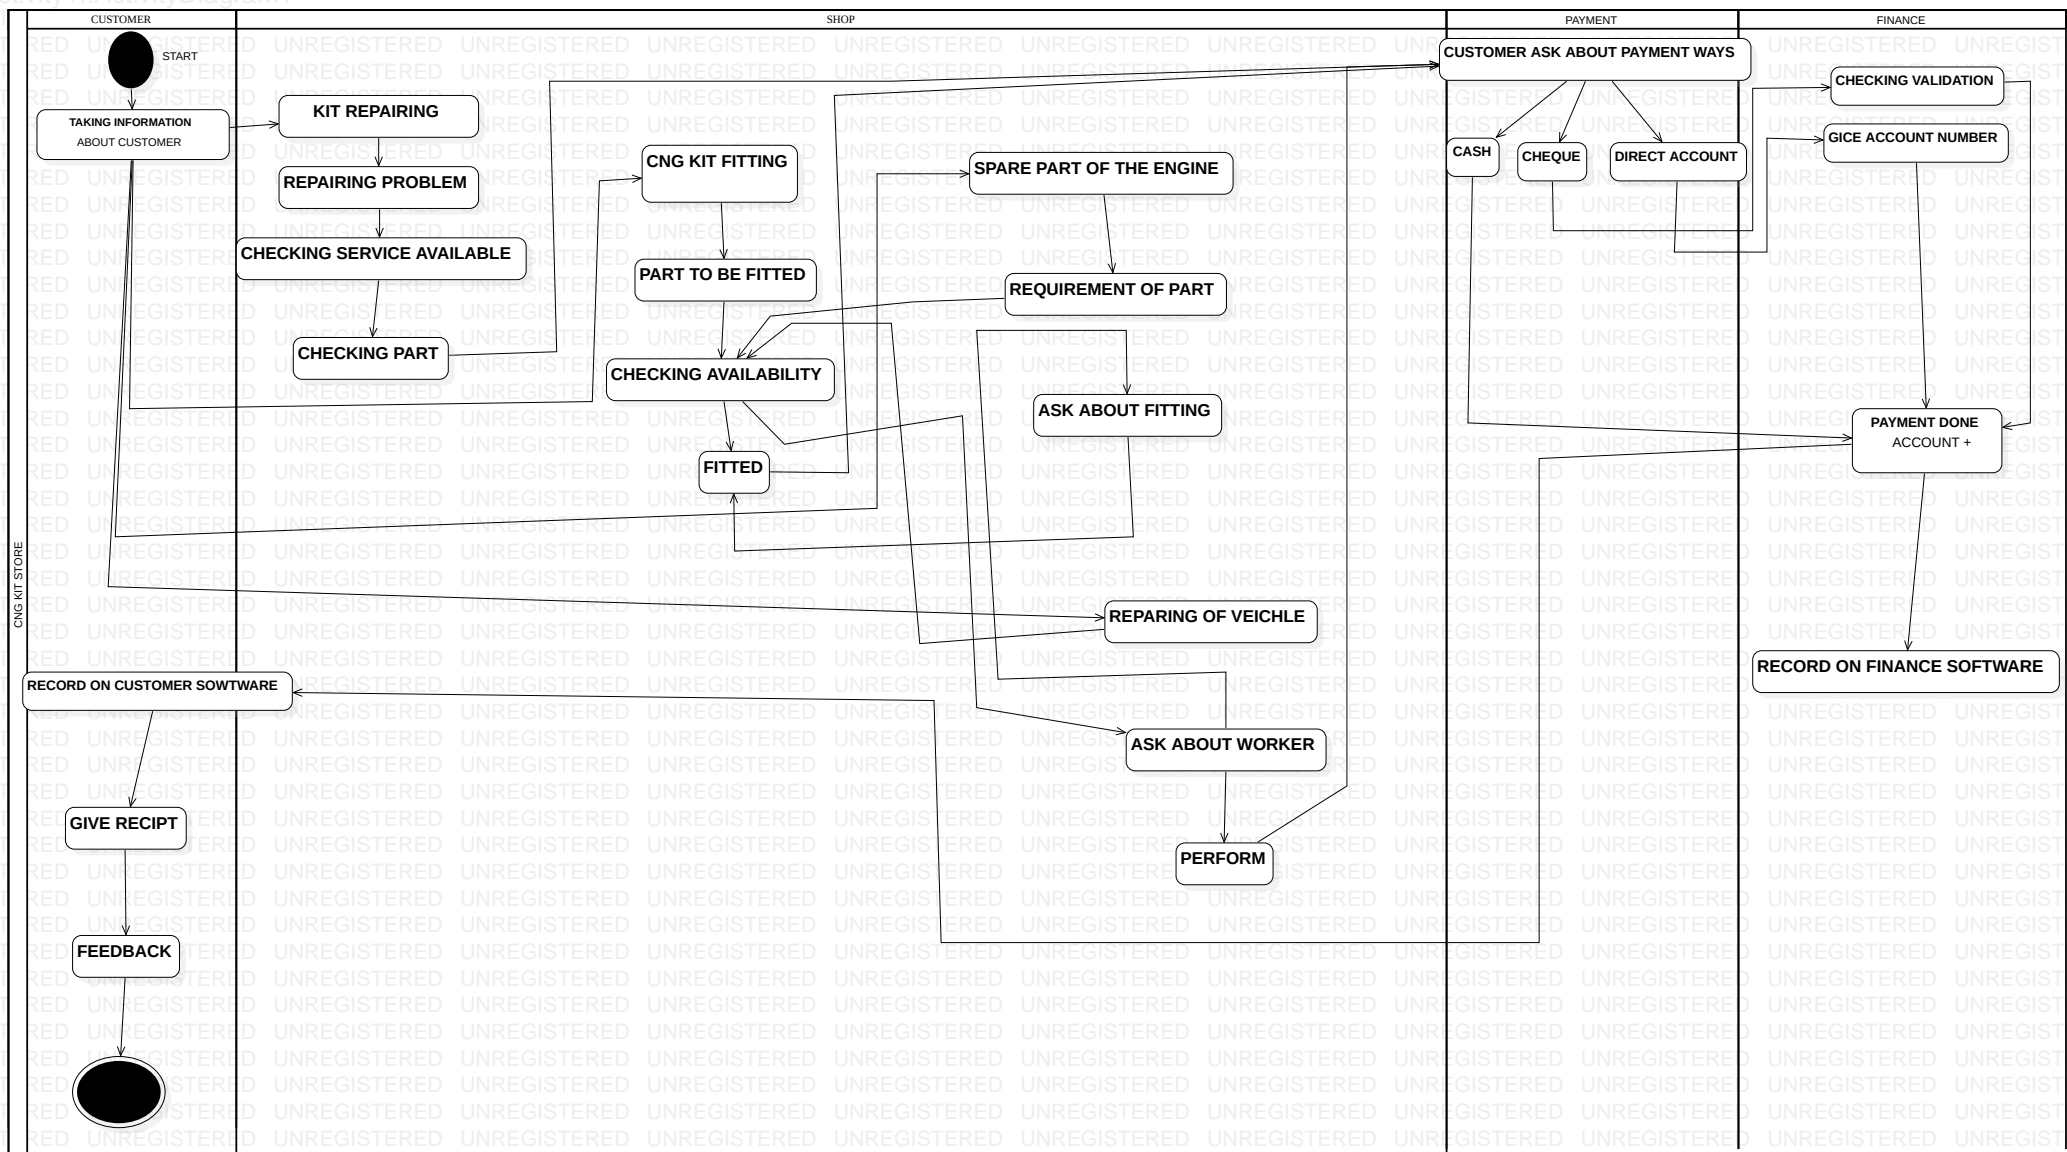 CUSTOMER
SHOP
PAYMENT
FINANCE
START
CUSTOMER ASK ABOUT PAYMENT WAYS
CHECKING VALIDATION
KIT REPAIRING
TAKING INFORMATION
ABOUT CUSTOMER
GICE ACCOUNT NUMBER
CASH
CHEQUE
DIRECT ACCOUNT
CNG KIT FITTING
SPARE PART OF THE ENGINE
REPAIRING PROBLEM
CHECKING SERVICE AVAILABLE
PART TO BE FITTED
REQUIREMENT OF PART
CHECKING PART
CHECKING AVAILABILITY
ASK ABOUT FITTING
PAYMENT DONE
ACCOUNT +
FITTED
CNG KIT STORE
REPARING OF VEICHLE
RECORD ON FINANCE SOFTWARE
RECORD ON CUSTOMER SOWTWARE
ASK ABOUT WORKER
GIVE RECIPT
PERFORM
FEEDBACK